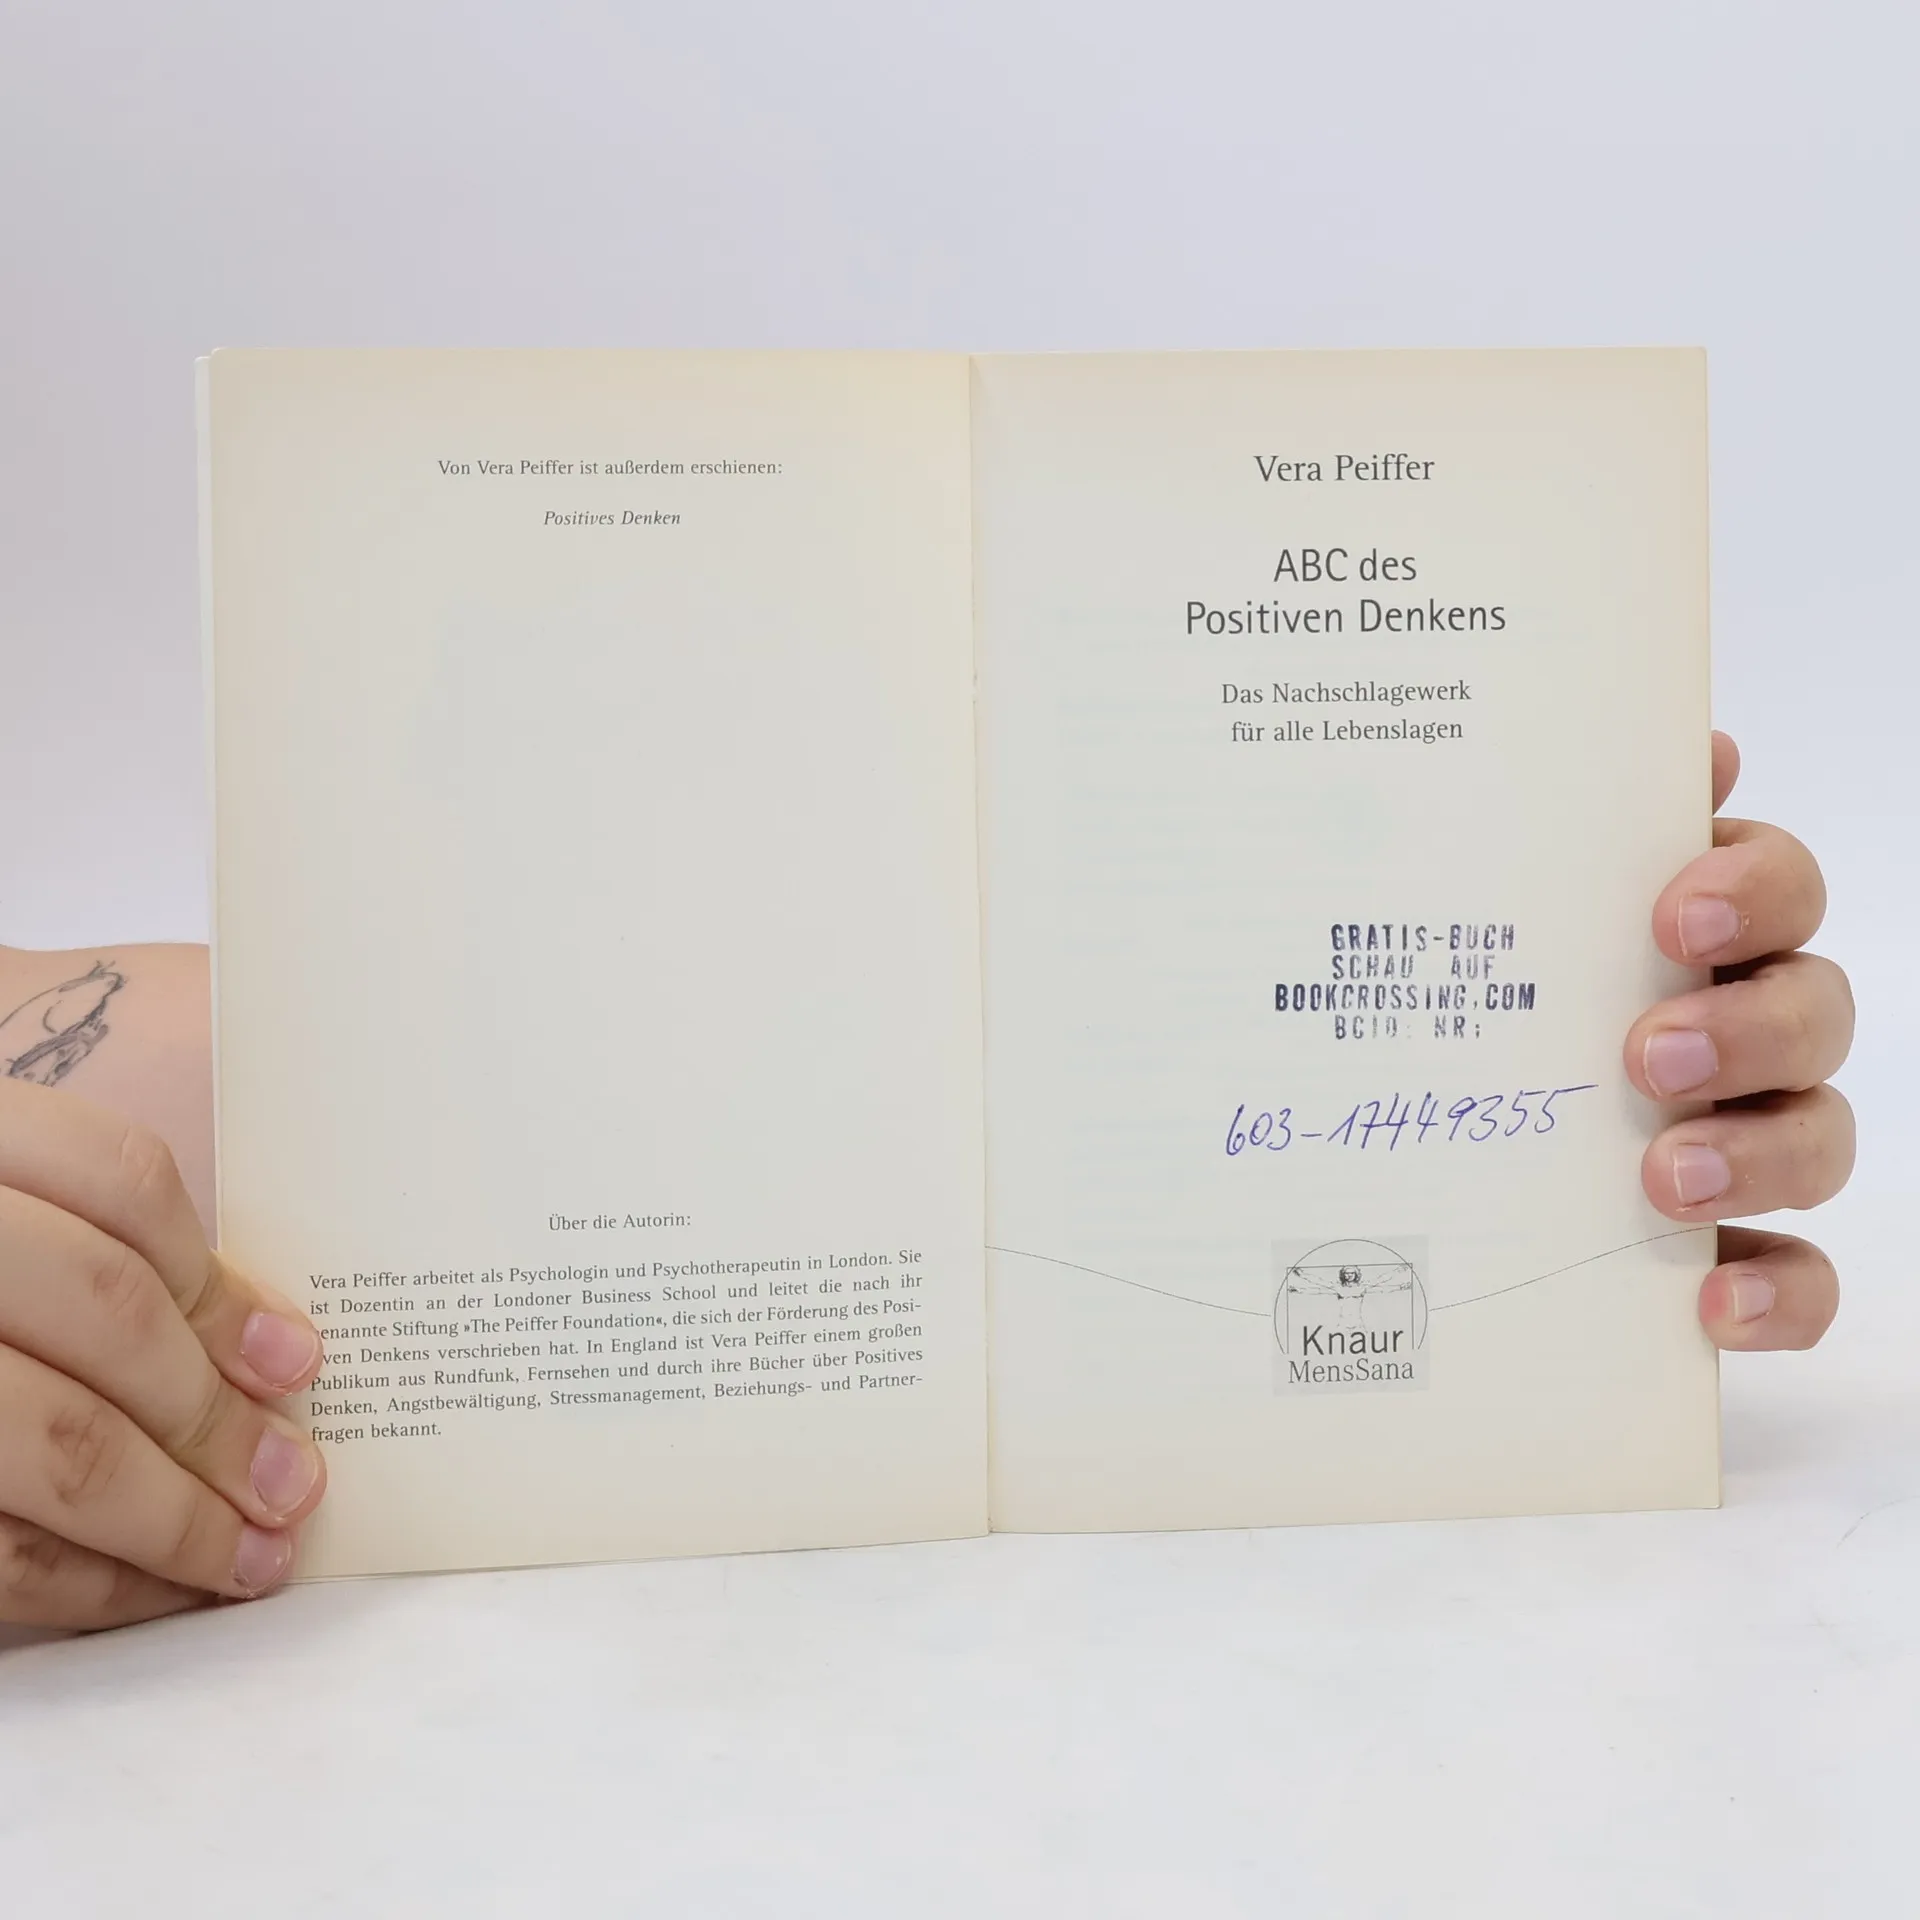 Von Vera Peiffer ist außerdem erschienen:
Positives Denken
Über die Autorin:
Vera Peiffer arbeitet als Psychologin und Psychotherapeutin in London. Sie
ist Dozentin an der Londoner Business School und leitet die nach ihr
enannte Stiftung »The Peiffer Foundation«, die sich der Förderung des Posi-
ven Denkens verschrieben hat. In England ist Vera Peiffer einem großen
Publikum aus Rundfunk, Fernsehen und durch ihre Bücher über Positives
Denken, Angstbewältigung, Stressmanagement, Beziehungs- und Partner-
fragen bekannt.
Vera Peiffer
ABC des
Positiven Denkens
Das Nachschlagewerk
für alle Lebenslagen
GRATIS-BUCH
SCHAU AUF
BOOKCROSSING.COM
BCID: NR:
603-17449355
Knaur
MensSana